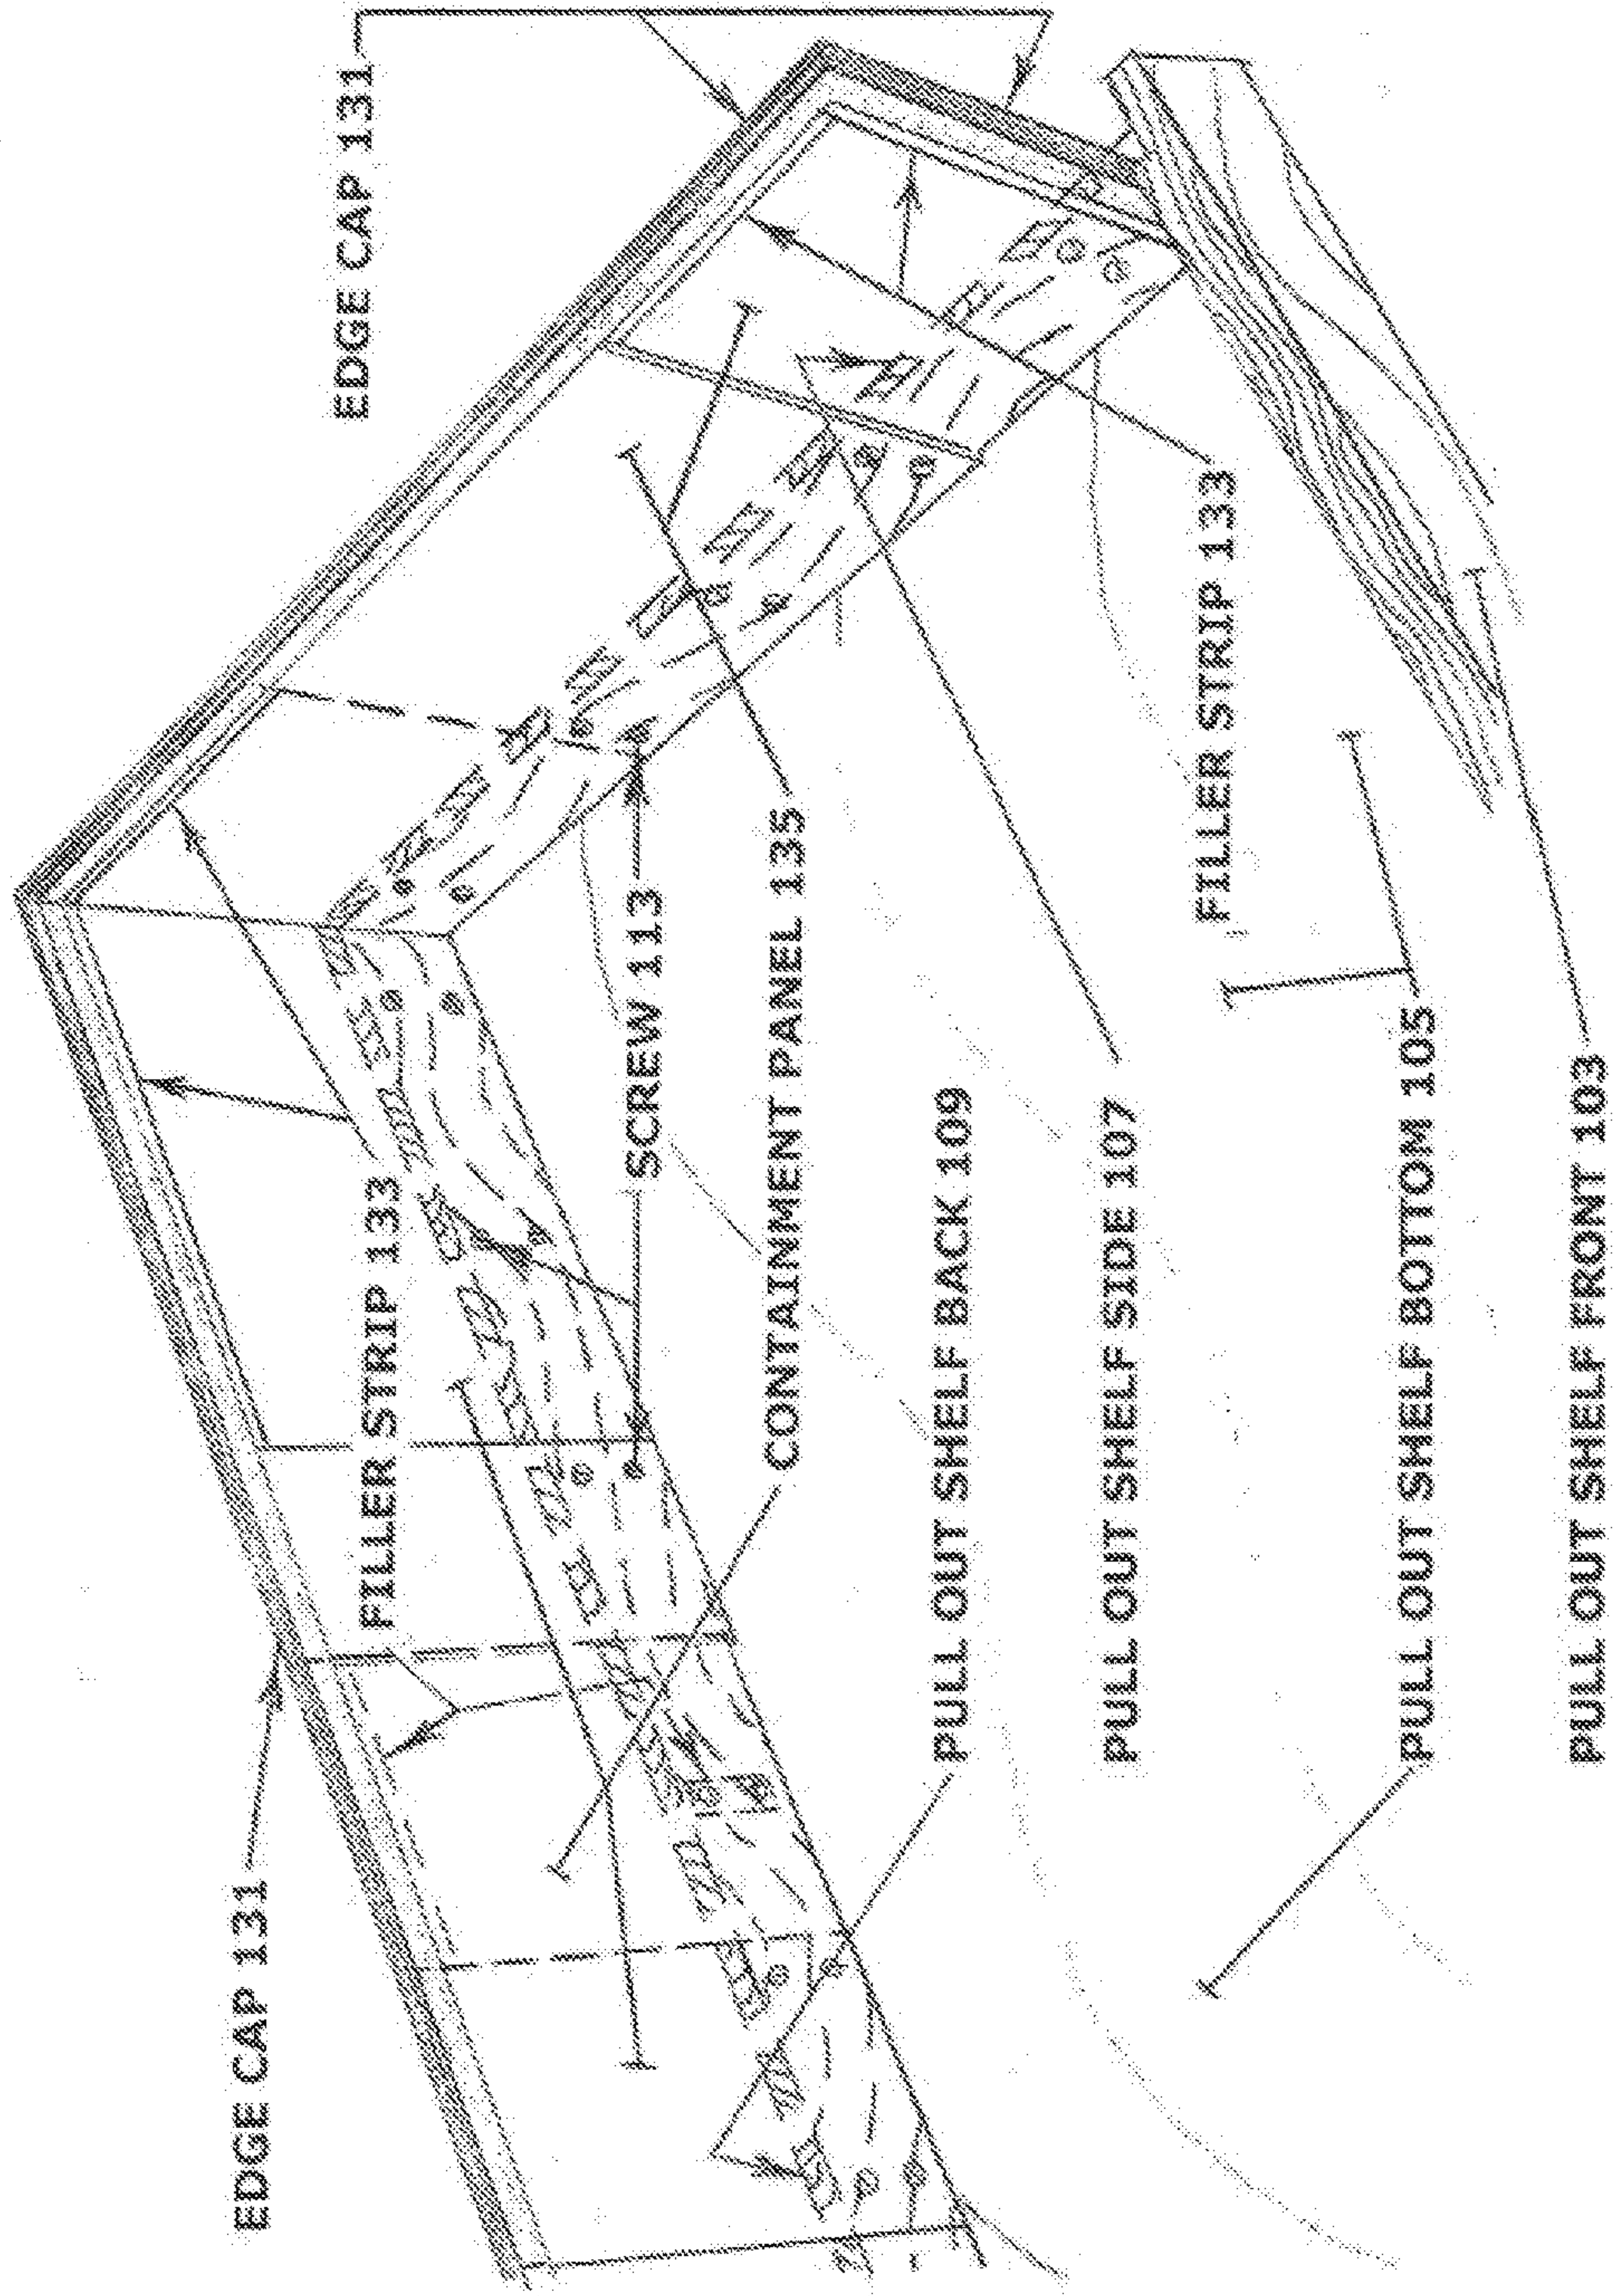 EDGE CAP 131
EDGE CAP 131
FILLER STRIP 133
SCREW 113
CONTAINMENT PANEL 135
PULL OUT SHELF BACK 109
PULL OUT SHELF SIDE 107
FILLER STRIP 133
PULL OUT SHELF BOTTOM 105
PULL OUT SHELF FRONT 103